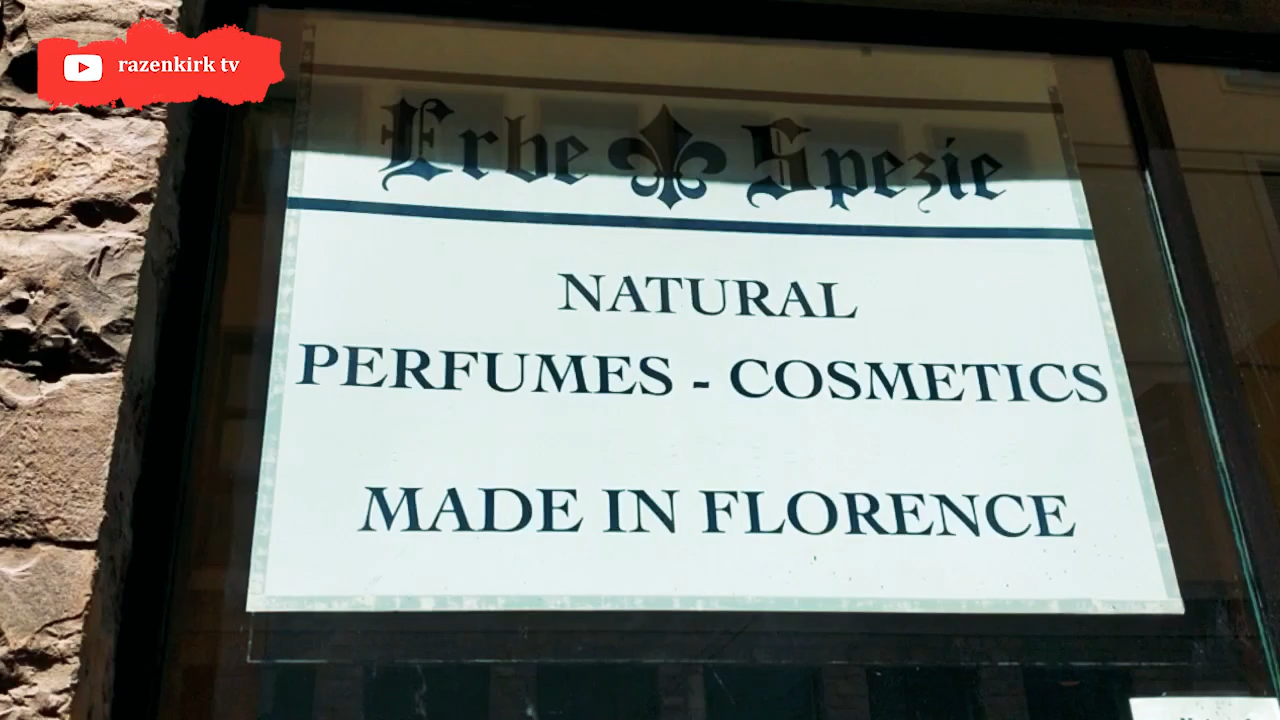 razenkirk tv
Erbe Spezie
NATURAL
PERFUMES - COSMETICS
MADE IN FLORENCE